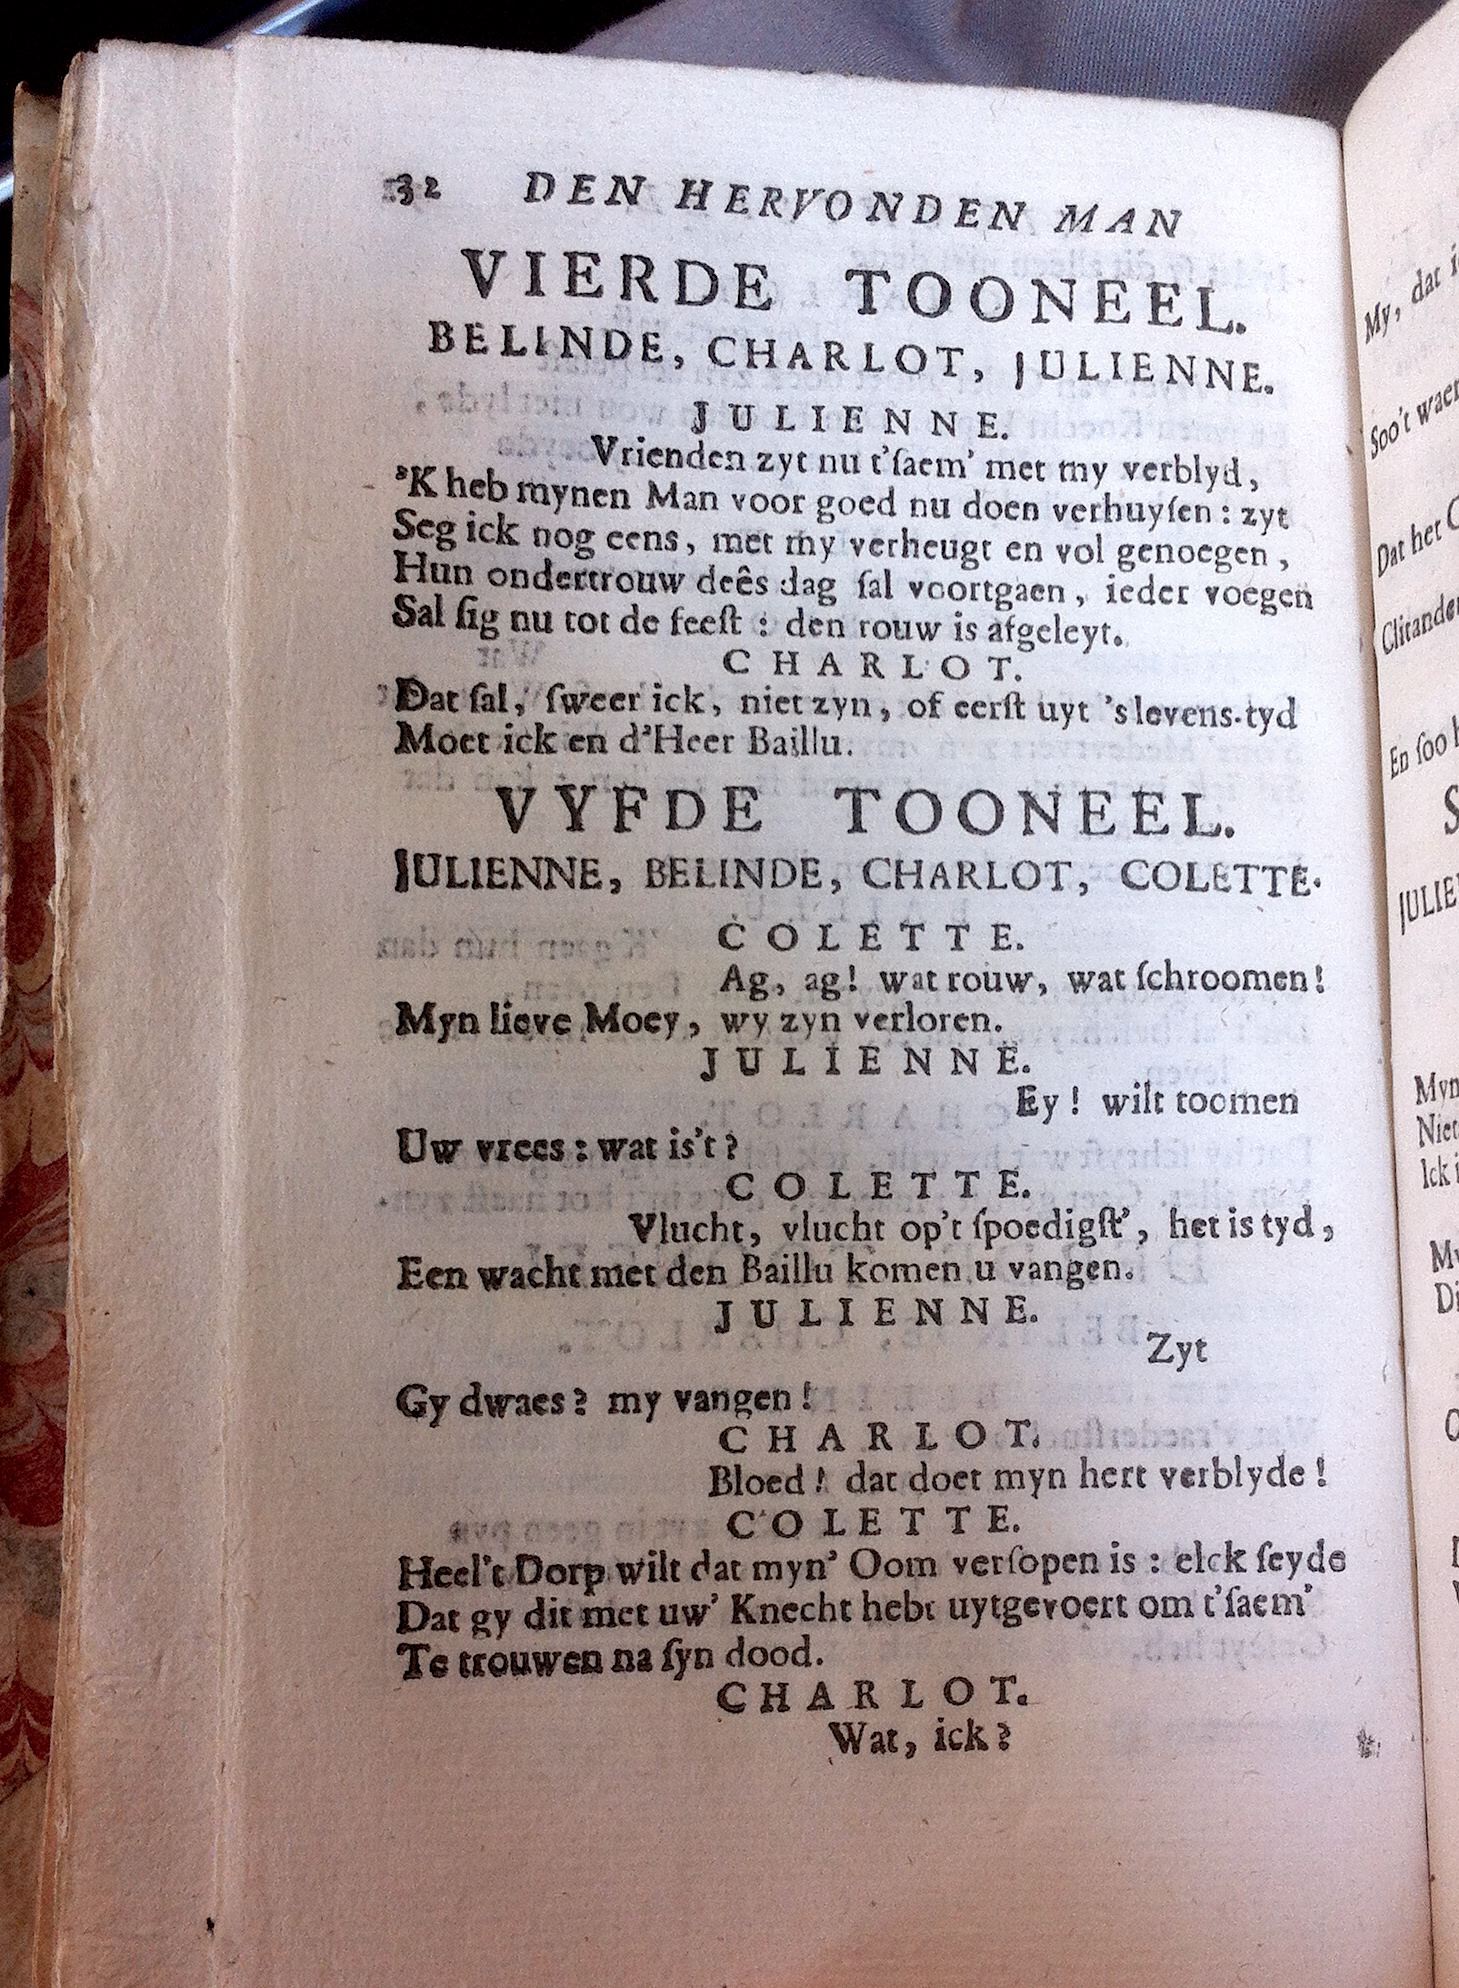 32 DEN HERVONDEN MAN
VIERDE TOONEEL.
BELINDE, CHARLOT, JULIENNE.
JULIENNE.
Vrienden zyt nu t'ſaem' met my verblyd,
'K heb mynen Man voor goed nu doen verhuyſen : zyt
Seg ick nog eens, met my verheugt en vol genoegen,
Hun ondertrouw deês dag ſal voortgaen, ieder voegen
Sal ſig nu tot de feeſt : den rouw is afgeleyt.
CHARLOT.
Dat ſal, ſweer ick, niet zyn, of eerſt uyt 's levens-tyd
Moet ick en d'Heer Baillu.
VYFDE TOONEEL.
JULIENNE, BELINDE, CHARLOT, COLETTE.
COLETTE.
Ag, ag! wat rouw, wat ſchroomen!
Myn lieve Moey, wy zyn verloren.
JULIENNE.
Ey! wilt toomen
Uw vrees : wat is't?
COLETTE.
Vlucht, vlucht op't ſpoedigſt', het is tyd,
Een wacht met den Baillu komen u vangen.
JULIENNE.
Zyt
Gy dwaes? my vangen!
CHARLOT.
Bloed! dat doet myn hert verblyde!
COLETTE.
Heel't Dorp wilt dat myn' Oom verſopen is : elck ſeyde
Dat gy dit met uw' Knecht hebt uytgevoert om t'ſaem'
Te trouwen na ſyn dood.
CHARLOT.
Wat, ick?
My, dat
Soo't
Dat het
En ſoo
Niet